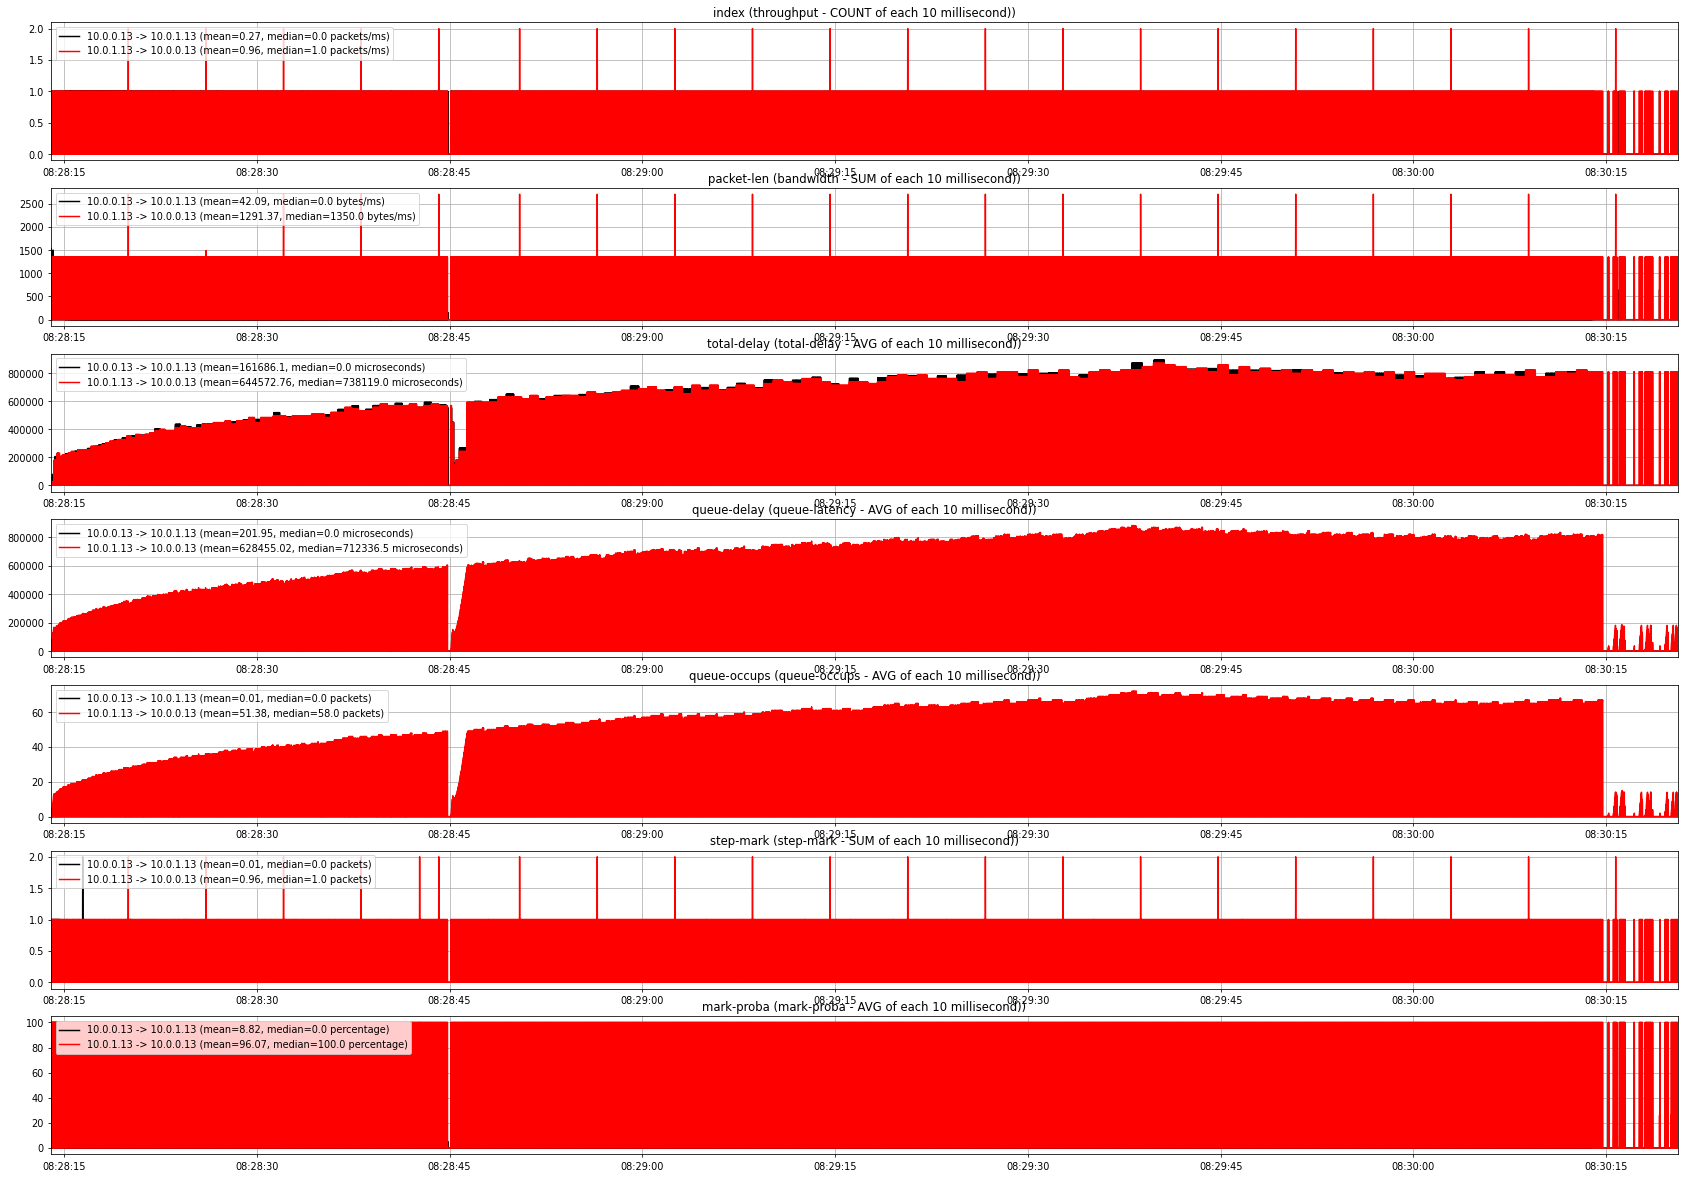 index (throughput - COUNT of each 10 millisecond))
10.0.0.13 -> 10.0.1.13 (mean=0.27, median=0.0 packets/ms)
10.0.1.13 -> 10.0.0.13 (mean=0.96, median=1.0 packets/ms)
2.0
1.5
1.0
0.5
0.0
08:28:15 08:28:30 08:28:45 08:29:00 08:29:15 08:29:30 08:29:45 08:30:00 08:30:15
packet-len (bandwidth - SUM of each 10 millisecond))
10.0.0.13 -> 10.0.1.13 (mean=42.09, median=0.0 bytes/ms)
10.0.1.13 -> 10.0.0.13 (mean=1291.37, median=1350.0 bytes/ms)
2500
2000
1500
1000
500
0
08:28:15 08:28:30 08:28:45 08:29:00 08:29:15 08:29:30 08:29:45 08:30:00 08:30:15
total-delay (total-delay - AVG of each 10 millisecond))
10.0.0.13 -> 10.0.1.13 (mean=161686.1, median=0.0 microseconds)
10.0.1.13 -> 10.0.0.13 (mean=644572.76, median=738119.0 microseconds)
800000
600000
400000
200000
0
08:28:15 08:28:30 08:28:45 08:29:00 08:29:15 08:29:30 08:29:45 08:30:00 08:30:15
queue-delay (queue-latency - AVG of each 10 millisecond))
10.0.0.13 -> 10.0.1.13 (mean=201.95, median=0.0 microseconds)
10.0.1.13 -> 10.0.0.13 (mean=628455.02, median=712336.5 microseconds)
800000
600000
400000
200000
0
08:28:15 08:28:30 08:28:45 08:29:00 08:29:15 08:29:30 08:29:45 08:30:00 08:30:15
queue-occups (queue-occups - AVG of each 10 millisecond))
10.0.0.13 -> 10.0.1.13 (mean=0.01, median=0.0 packets)
10.0.1.13 -> 10.0.0.13 (mean=51.38, median=58.0 packets)
60
40
20
0
08:28:15 08:28:30 08:28:45 08:29:00 08:29:15 08:29:30 08:29:45 08:30:00 08:30:15
step-mark (step-mark - SUM of each 10 millisecond))
10.0.0.13 -> 10.0.1.13 (mean=0.01, median=0.0 packets)
10.0.1.13 -> 10.0.0.13 (mean=0.96, median=1.0 packets)
2.0
1.5
1.0
0.5
0.0
08:28:15 08:28:30 08:28:45 08:29:00 08:29:15 08:29:30 08:29:45 08:30:00 08:30:15
mark-proba (mark-proba - AVG of each 10 millisecond))
10.0.0.13 -> 10.0.1.13 (mean=8.82, median=0.0 percentage)
10.0.1.13 -> 10.0.0.13 (mean=96.07, median=100.0 percentage)
100
80
60
40
20
0
08:28:15 08:28:30 08:28:45 08:29:00 08:29:15 08:29:30 08:29:45 08:30:00 08:30:15